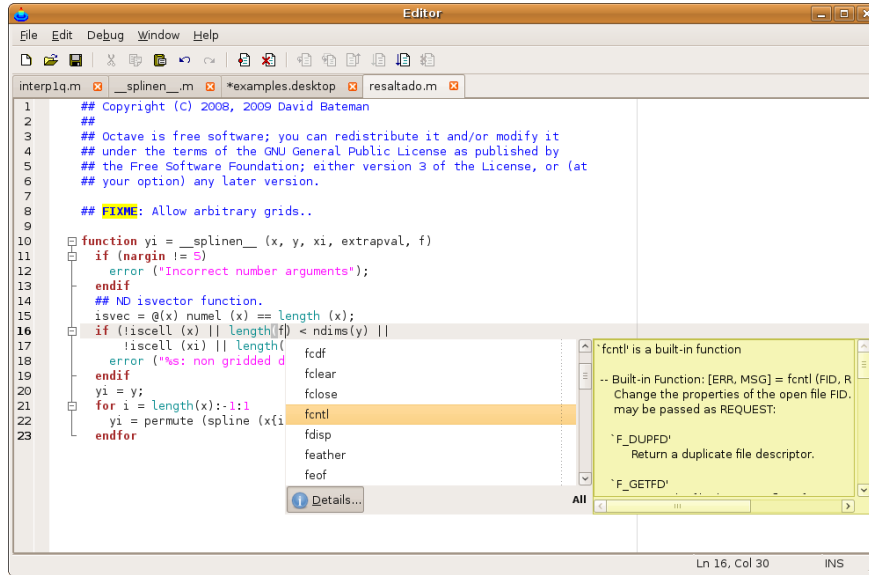 Editor
File Edit Debug Window Help
interp1q.m __splinen__.m *examples.desktop resaltado.m
1 ## Copyright (C) 2008, 2009 David Bateman
2 ##
3 ## Octave is free software; you can redistribute it and/or modify it
4 ## under the terms of the GNU General Public License as published by
5 ## the Free Software Foundation; either version 3 of the License, or (at
6 ## your option) any later version.
7
8 ## FIXME: Allow arbitrary grids..
9
10 function yi = __splinen__ (x, y, xi, extrapval, f)
11 if (nargin != 5)
12 error ("Incorrect number arguments");
13 endif
14 ## ND isvector function.
15 isvec = @(x) numel (x) == length (x);
16 if (!iscell (x) || length(f) < ndims(y) ||
17 !iscell (xi) || length(
18 error ("%s: non gridded d
19 endif
20 yi = y;
21 for i = length(x):-1:1
22 yi = permute (spline (x{i
23 endfor
fcdf
fclear
fclose
fcntl
fdisp
feather
feof
Details...
All
`fcntl' is a built-in function
-- Built-in Function: [ERR, MSG] = fcntl (FID, R
Change the properties of the open file FID.
may be passed as REQUEST:
`F_DUPFD'
Return a duplicate file descriptor.
`F_GETFD'
Ln 16, Col 30 INS